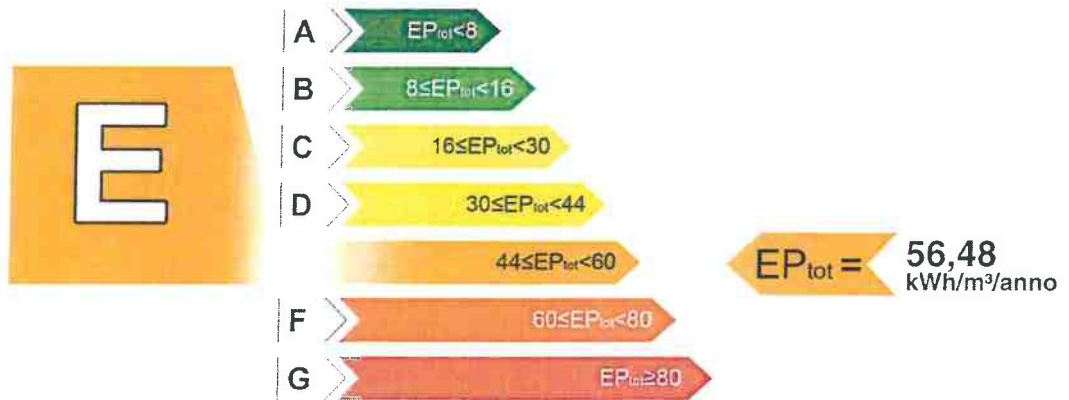 E
A EPtot<8
B 8≤EPtot<16
C 16≤EPtot<30
D 30≤EPtot<44
44≤EPtot<60
EPtot = 56,48
kWh/m³/anno
F 60≤EPtot<80
G EPtot≥80